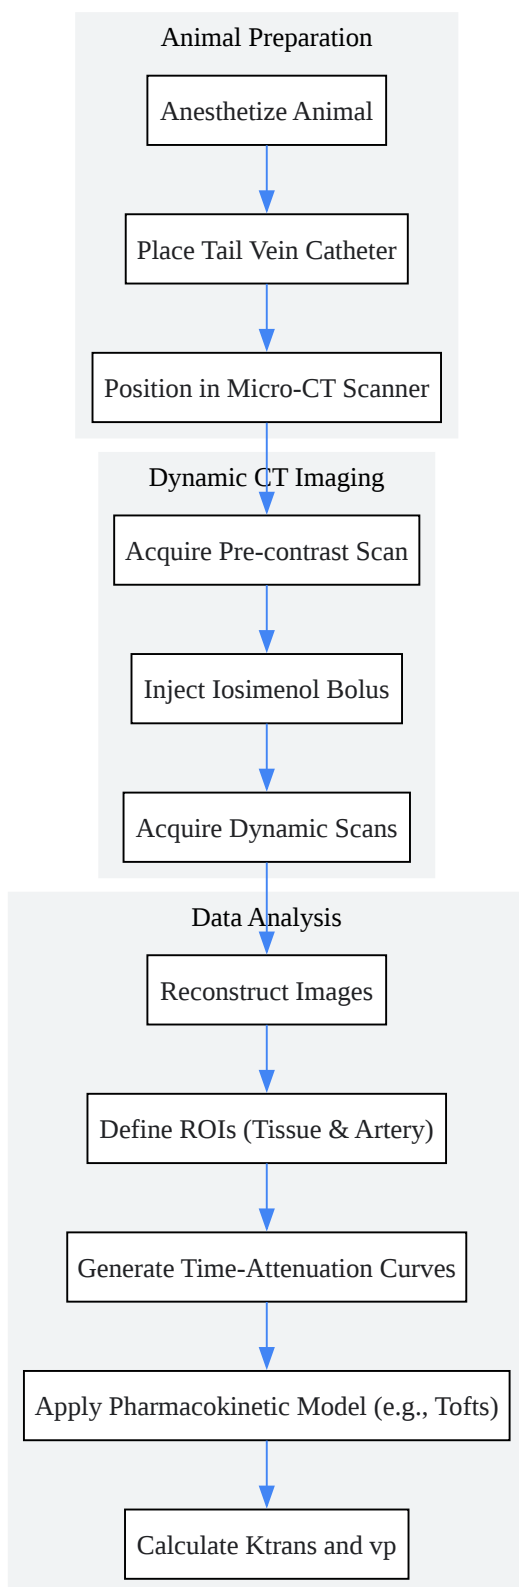 Animal Preparation
Anesthetize Animal
Place Tail Vein Catheter
Position in Micro-CT Scanner
Dynamic CT Imaging
Acquire Pre-contrast Scan
Inject Iosimenol Bolus
Acquire Dynamic Scans
Data Analysis
Reconstruct Images
Define ROIs (Tissue & Artery)
Generate Time-Attenuation Curves
Apply Pharmacokinetic Model (e.g., Tofts)
Calculate Ktrans and vp